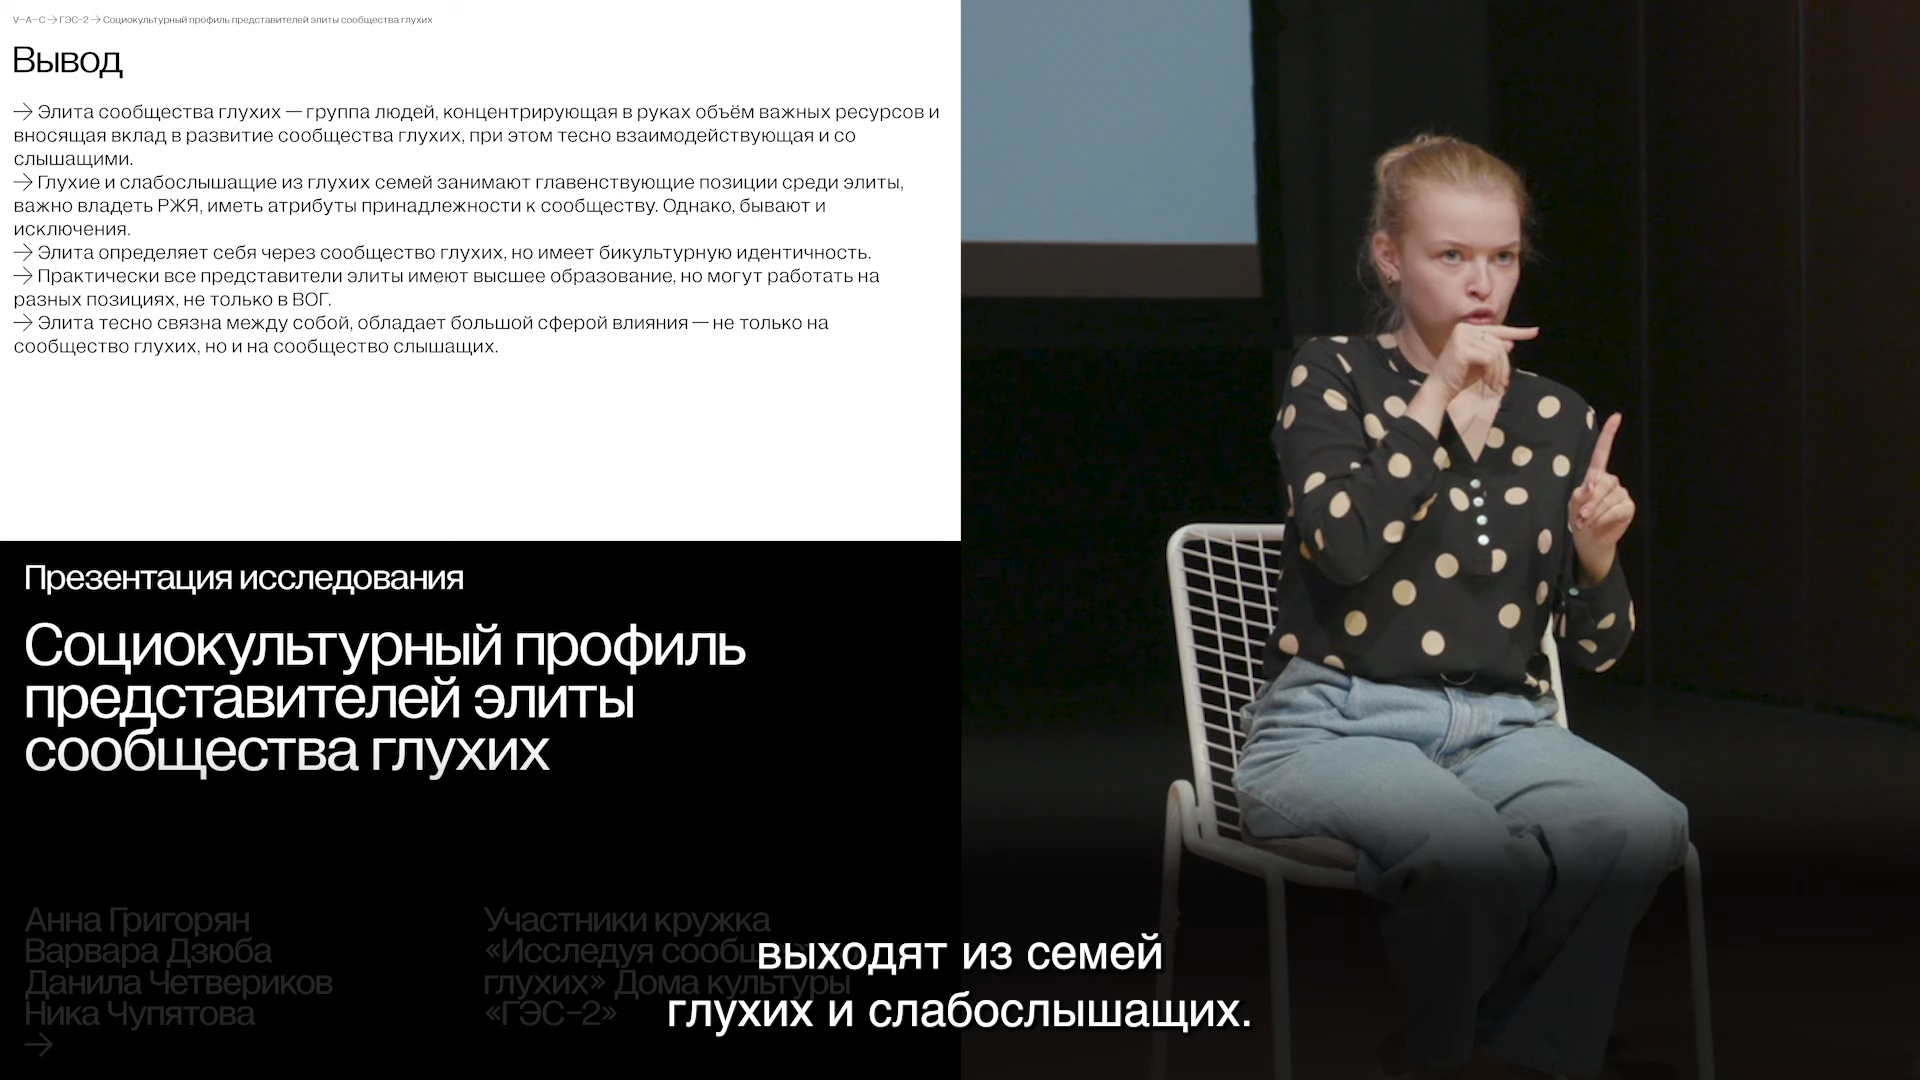 V–A–C → ГЭС-2 → Социокультурный профиль представителей элиты сообщества глухих
Вывод
→ Элита сообщества глухих — группа людей, концентрирующая в руках объём важных ресурсов и
вносящая вклад в развитие сообщества глухих, при этом тесно взаимодействующая и со
слышащими.
→ Глухие и слабослышащие из глухих семей занимают главенствующие позиции среди элиты,
важно владеть РЖЯ, иметь атрибуты принадлежности к сообществу. Однако, бывают и
исключения.
→ Элита определяет себя через сообщество глухих, но имеет бикультурную идентичность.
→ Практически все представители элиты имеют высшее образование, но могут работать на
разных позициях, не только в ВОГ.
→ Элита тесно связна между собой, обладает большой сферой влияния — не только на
сообщество глухих, но и на сообщество слышащих.
Презентация исследования
Социокультурный профиль
представителей элиты
сообщества глухих
Анна Григорян
Варвара Дзюба
Данила Четвериков
Ника Чупятова
→
Участники кружка
«Исследуя сообщ
глухих» Дома культуры
«ГЭС-2»
выходят из семей
глухих и слабослышащих.